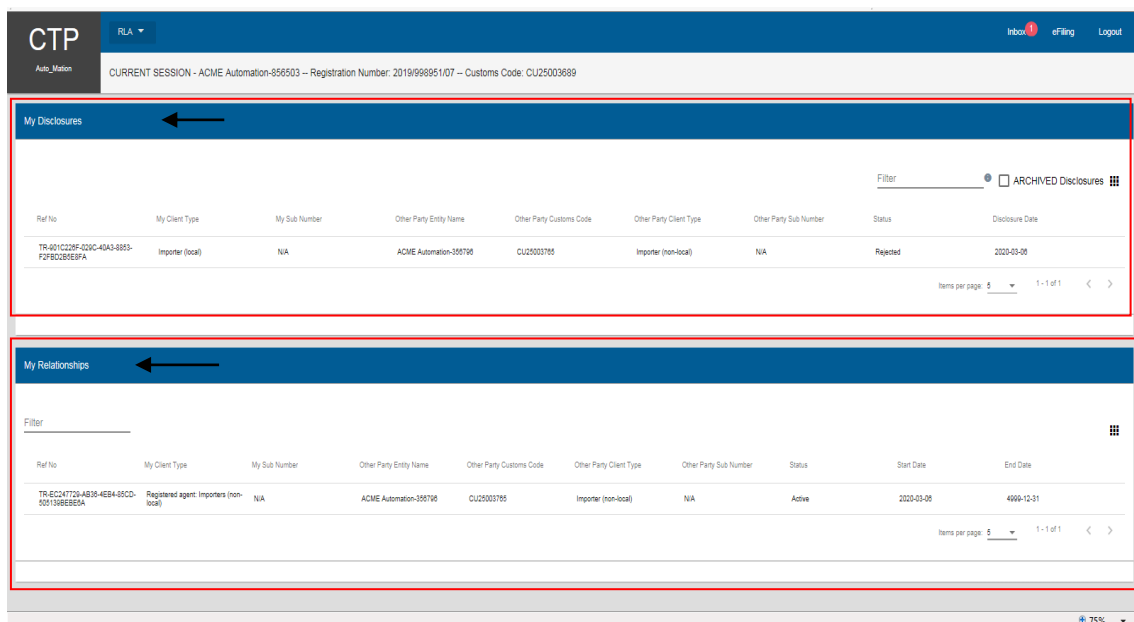 CTP
Auto_Mation
RLA
Inbox 1 eFiling Logout
CURRENT SESSION - ACME Automation-856503 -- Registration Number: 2019/998951/07 -- Customs Code: CU25003689
My Disclosures
Filter ARCHIVED Disclosures
Ref No My Client Type My Sub Number Other Party Entity Name Other Party Customs Code Other Party Client Type Other Party Sub Number Status Disclosure Date
TR-901C226F-029C-40A3-8853- Importer (local) N/A ACME Automation-356796 CU25003765 Importer (non-local) N/A Rejected 2020-03-06
F2FBD2B5E8FA
Items per page: 5 1 - 1 of 1
My Relationships
Filter
Ref No My Client Type My Sub Number Other Party Entity Name Other Party Customs Code Other Party Client Type Other Party Sub Number Status Start Date End Date
TR-EC247729-AB36-4EB4-85CD- Registered agent: Importers (non- N/A ACME Automation-356796 CU25003765 Importer (non-local) N/A Active 2020-03-06 4999-12-31
505139BEBE6A local)
Items per page: 5 1 - 1 of 1
75%